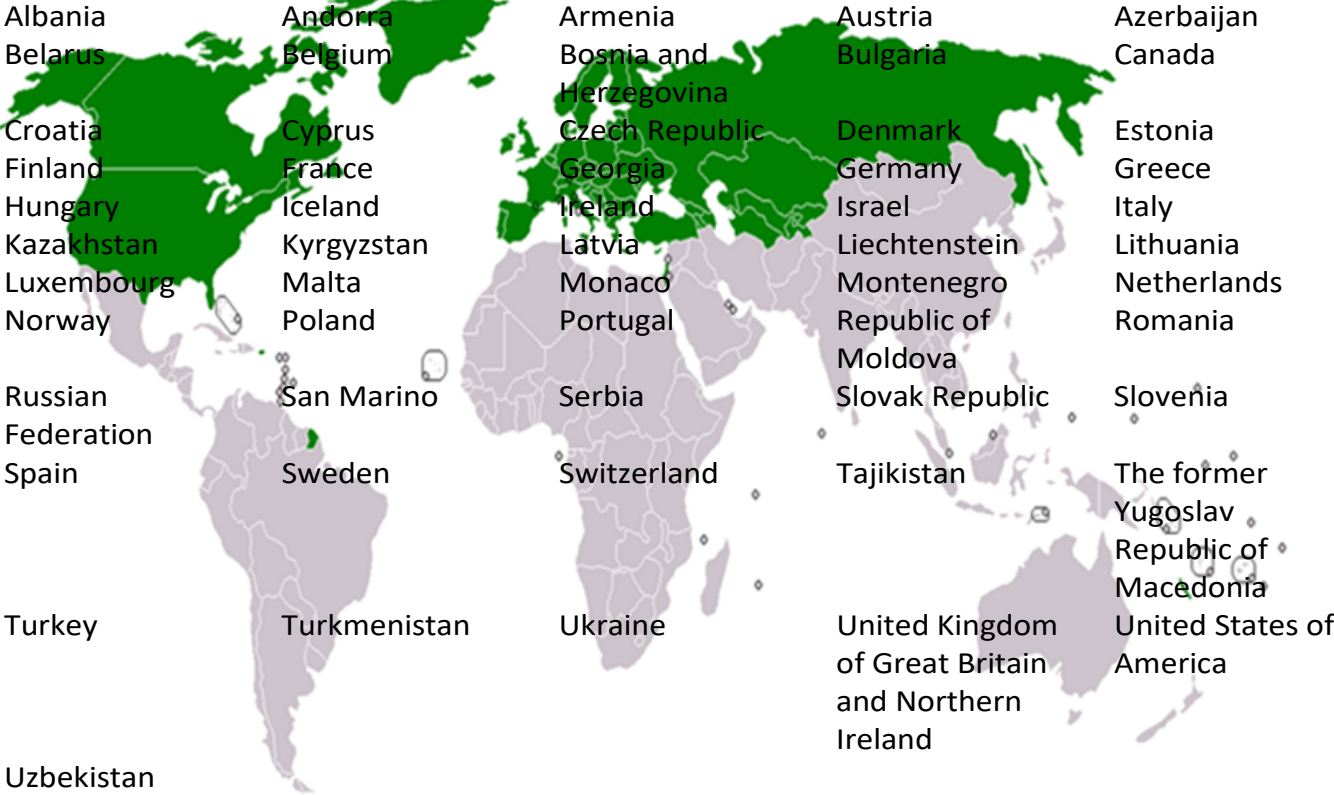 Albania Andorra Armenia Austria Azerbaijan
Belarus Belgium Bosnia and Herzegovina Bulgaria Canada
Croatia Cyprus Czech Republic Denmark Estonia
Finland France Georgia Germany Greece
Hungary Iceland Ireland Israel Italy
Kazakhstan Kyrgyzstan Latvia Liechtenstein Lithuania
Luxembourg Malta Monaco Montenegro Netherlands
Norway Poland Portugal Republic of Moldova Romania
Russian Federation San Marino Serbia Slovak Republic Slovenia
Spain Sweden Switzerland Tajikistan The former Yugoslav Republic of Macedonia
Turkey Turkmenistan Ukraine United Kingdom of Great Britain and Northern Ireland United States of America
Uzbekistan